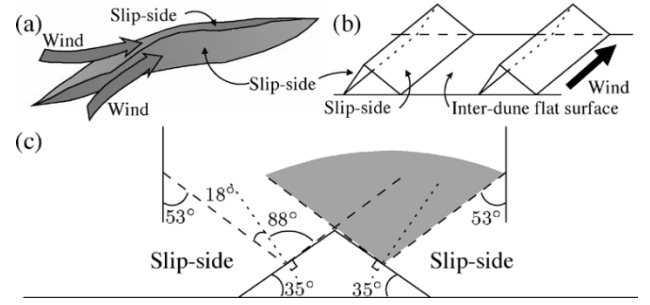 (a)
Slip-side
Wind
Slip-side
Wind
(b)
Slip-side
Inter-dune flat surface
Wind
(c)
18°
53°
88°
53°
Slip-side
Slip-side
35°
35°